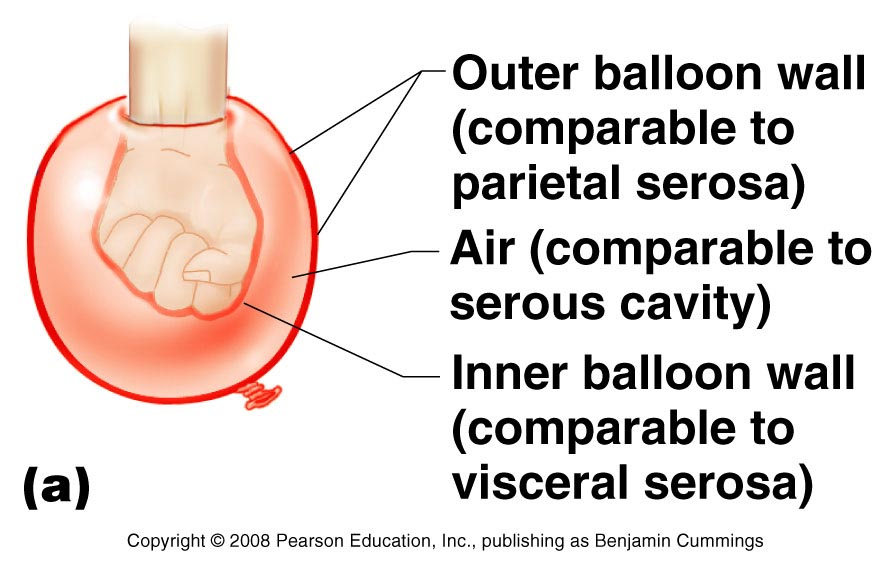 Outer balloon wall
(comparable to
parietal serosa)
Air (comparable to
serous cavity)
Inner balloon wall
(comparable to
visceral serosa)
(a)
Copyright © 2008 Pearson Education, Inc., publishing as Benjamin Cummings